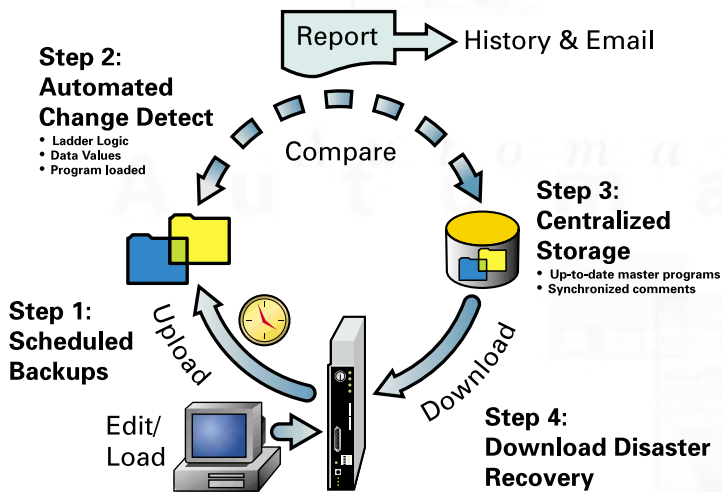 Report
History & Email
Step 2:
Automated
Change Detect
• Ladder Logic
• Data Values
• Program loaded
Compare
Step 3:
Centralized
Storage
• Up-to-date master programs
• Synchronized comments
Step 1:
Scheduled
Backups
Upload
Download
Edit/
Load
Step 4:
Download Disaster
Recovery